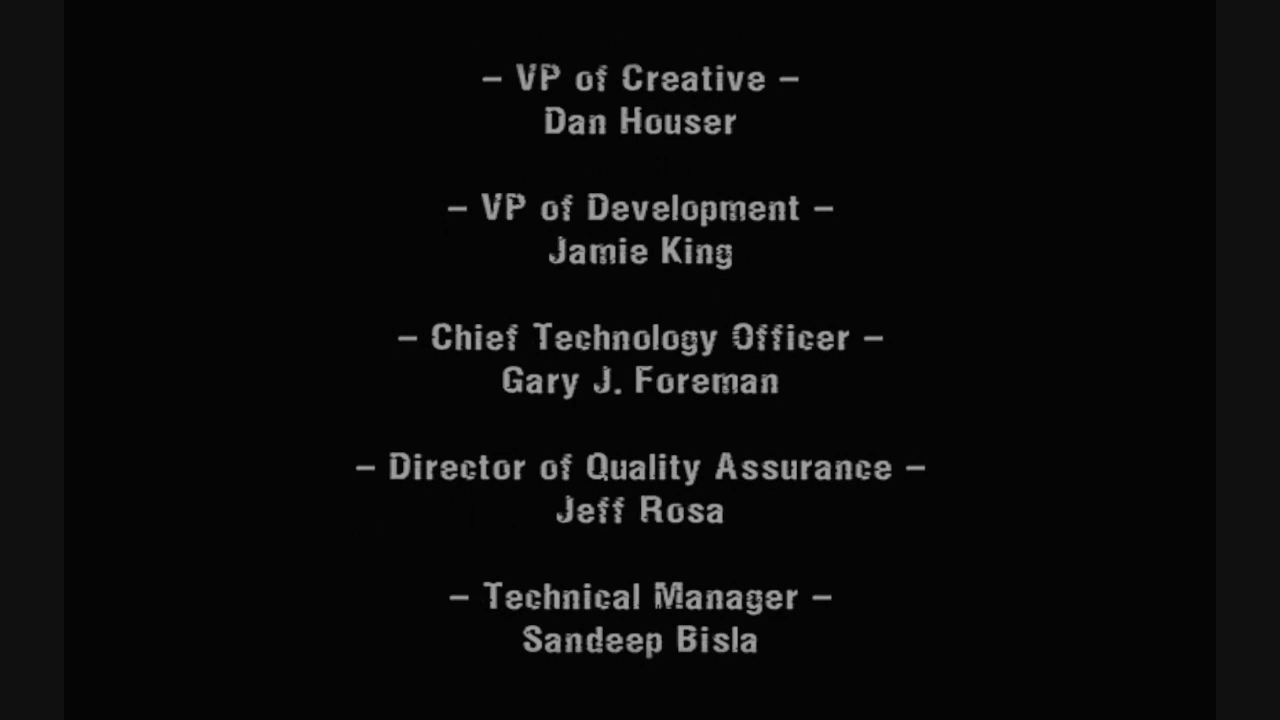 – VP of Creative –
Dan Houser
– VP of Development –
Jamie King
– Chief Technology Officer –
Gary J. Foreman
– Director of Quality Assurance –
Jeff Rosa
– Technical Manager –
Sandeep Bisla